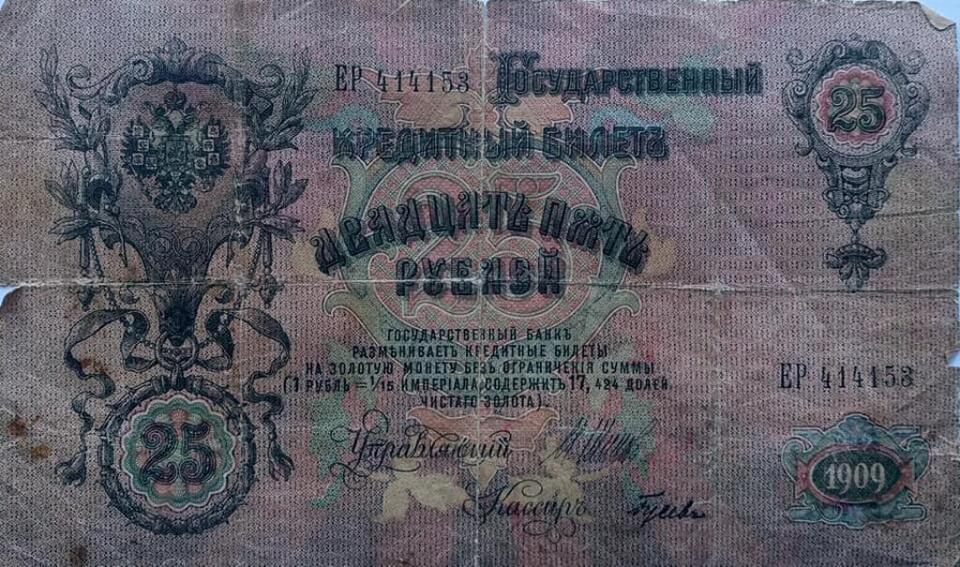 ЕР 414153 Государственный
25
Кредитный Билетъ
25
Двадцать Пять
Рублей
ГОСУДАРСТВЕННЫЙ БАНКЪ
РАЗМѢНИВАЕТЪ КРЕДИТНЫЕ БИЛЕТЫ
НА ЗОЛОТУЮ МОНЕТУ БЕЗЪ ОГРАНИЧЕНІЯ СУММЫ
(1 РУБЛЬ = 1/15 ИМПЕРІАЛА, СОДЕРЖИТЪ 17,424 ДОЛЕЙ
ЧИСТАГО ЗОЛОТА).
ЕР 414153
Управляющій
25
1909
Кассиръ